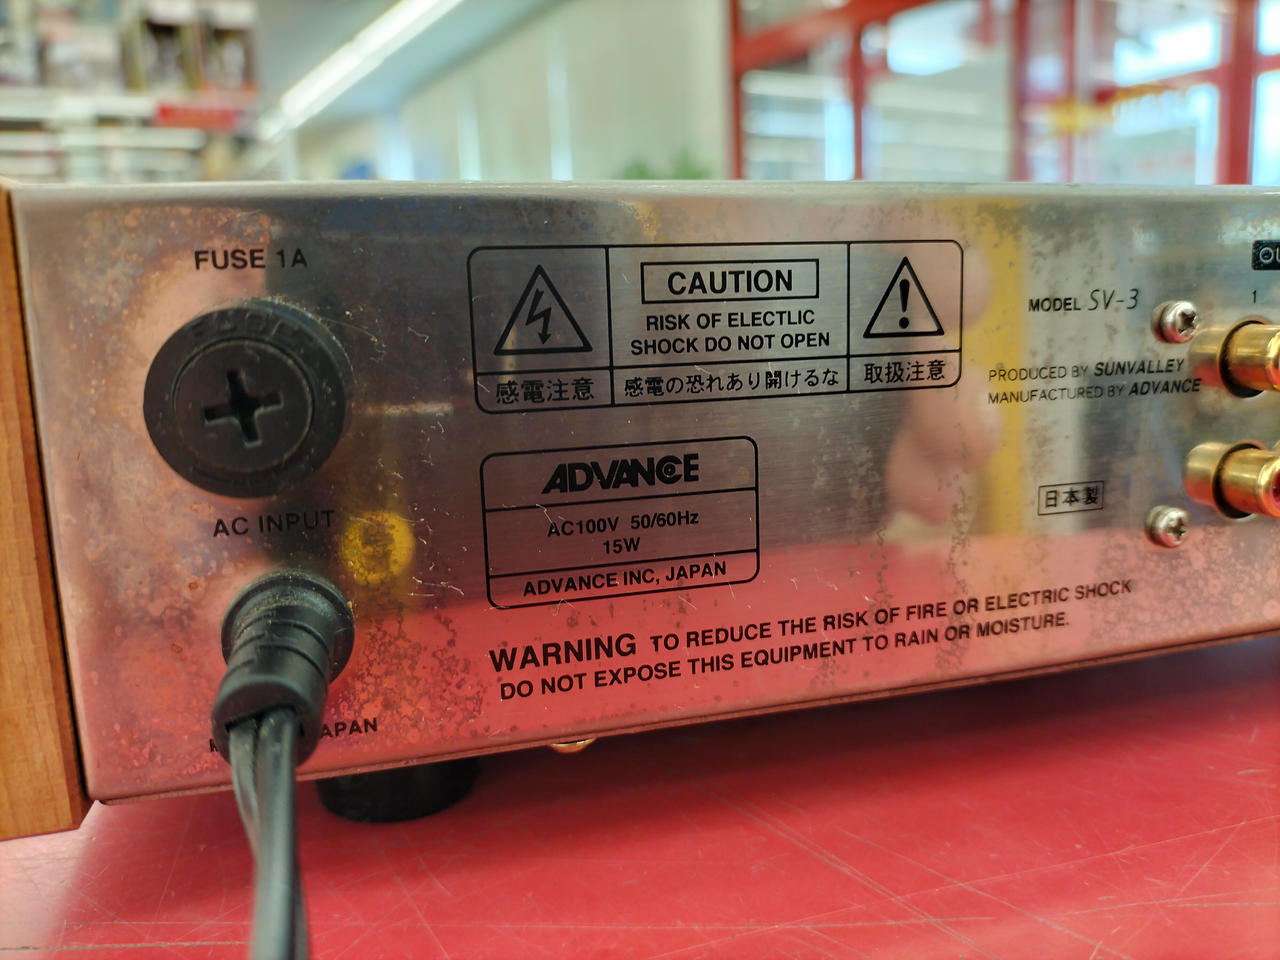 FUSE 1A
FUSE
AC INPUT
JAPAN
CAUTION
RISK OF ELECTLIC
SHOCK DO NOT OPEN
感電注意
感電の恐れあり開けるな
取扱注意
ADVANCE
AC100V 50/60Hz
15W
ADVANCE INC, JAPAN
WARNING TO REDUCE THE RISK OF FIRE OR ELECTRIC SHOCK
DO NOT EXPOSE THIS EQUIPMENT TO RAIN OR MOISTURE.
MODEL SV-3
PRODUCED BY SUNVALLEY
MANUFACTURED BY ADVANCE
日本製
1